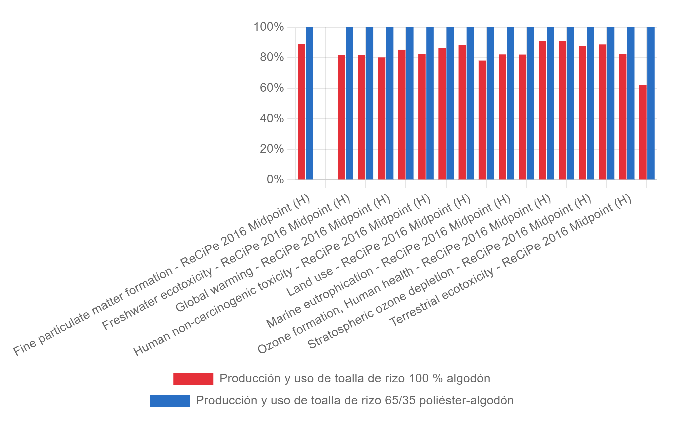 100%
80%
60%
40%
20%
0%
Fine particulate matter formation - ReCiPe 2016 Midpoint (H)
Freshwater ecotoxicity - ReCiPe 2016 Midpoint (H)
Global warming - ReCiPe 2016 Midpoint (H)
Human non-carcinogenic toxicity - ReCiPe 2016 Midpoint (H)
Land use - ReCiPe 2016 Midpoint (H)
Marine eutrophication - ReCiPe 2016 Midpoint (H)
Ozone formation, Human health - ReCiPe 2016 Midpoint (H)
Stratospheric ozone depletion - ReCiPe 2016 Midpoint (H)
Terrestrial ecotoxicity - ReCiPe 2016 Midpoint (H)
Producción y uso de toalla de rizo 100 % algodón
Producción y uso de toalla de rizo 65/35 poliéster-algodón